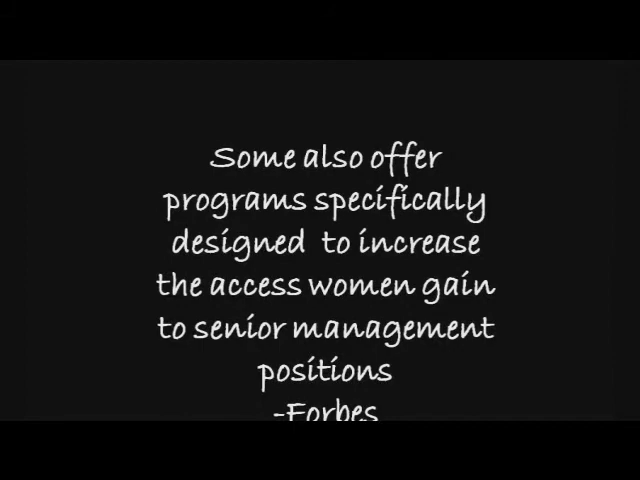 Some also offer
programs specifically
designed to increase
the access women gain
to senior management
positions
-Forbes